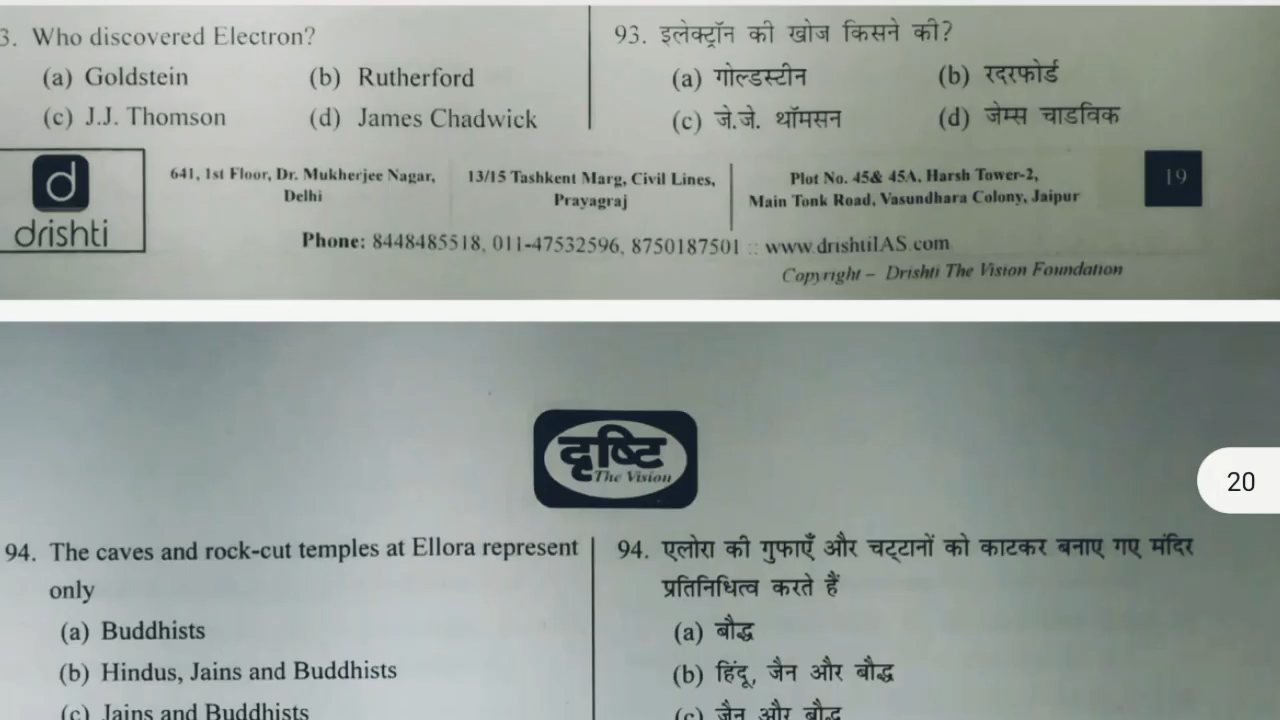 3. Who discovered Electron?
(a) Goldstein (b) Rutherford
(c) J.J. Thomson (d) James Chadwick
93. इलेक्ट्रॉन की खोज किसने की?
(a) गोल्डस्टीन (b) रदरफोर्ड
(c) जे.जे. थॉमसन (d) जेम्स चाडविक
d
drishti
641, 1st Floor, Dr. Mukherjee Nagar,
Delhi
13/15 Tashkent Marg, Civil Lines,
Prayagraj
Plot No. 45& 45A, Harsh Tower-2,
Main Tonk Road, Vasundhara Colony, Jaipur
19
Phone: 8448485518, 011-47532596, 8750187501 :: www.drishtiIAS.com
Copyright – Drishti The Vision Foundation
दृष्टि
The Vision
20
94. The caves and rock-cut temples at Ellora represent
only
(a) Buddhists
(b) Hindus, Jains and Buddhists
(c) Jains and Buddhists
94. एलोरा की गुफाएँ और चट्टानों को काटकर बनाए गए मंदिर
प्रतिनिधित्व करते हैं
(a) बौद्ध
(b) हिंदू, जैन और बौद्ध
(c) जैन और बौद्ध